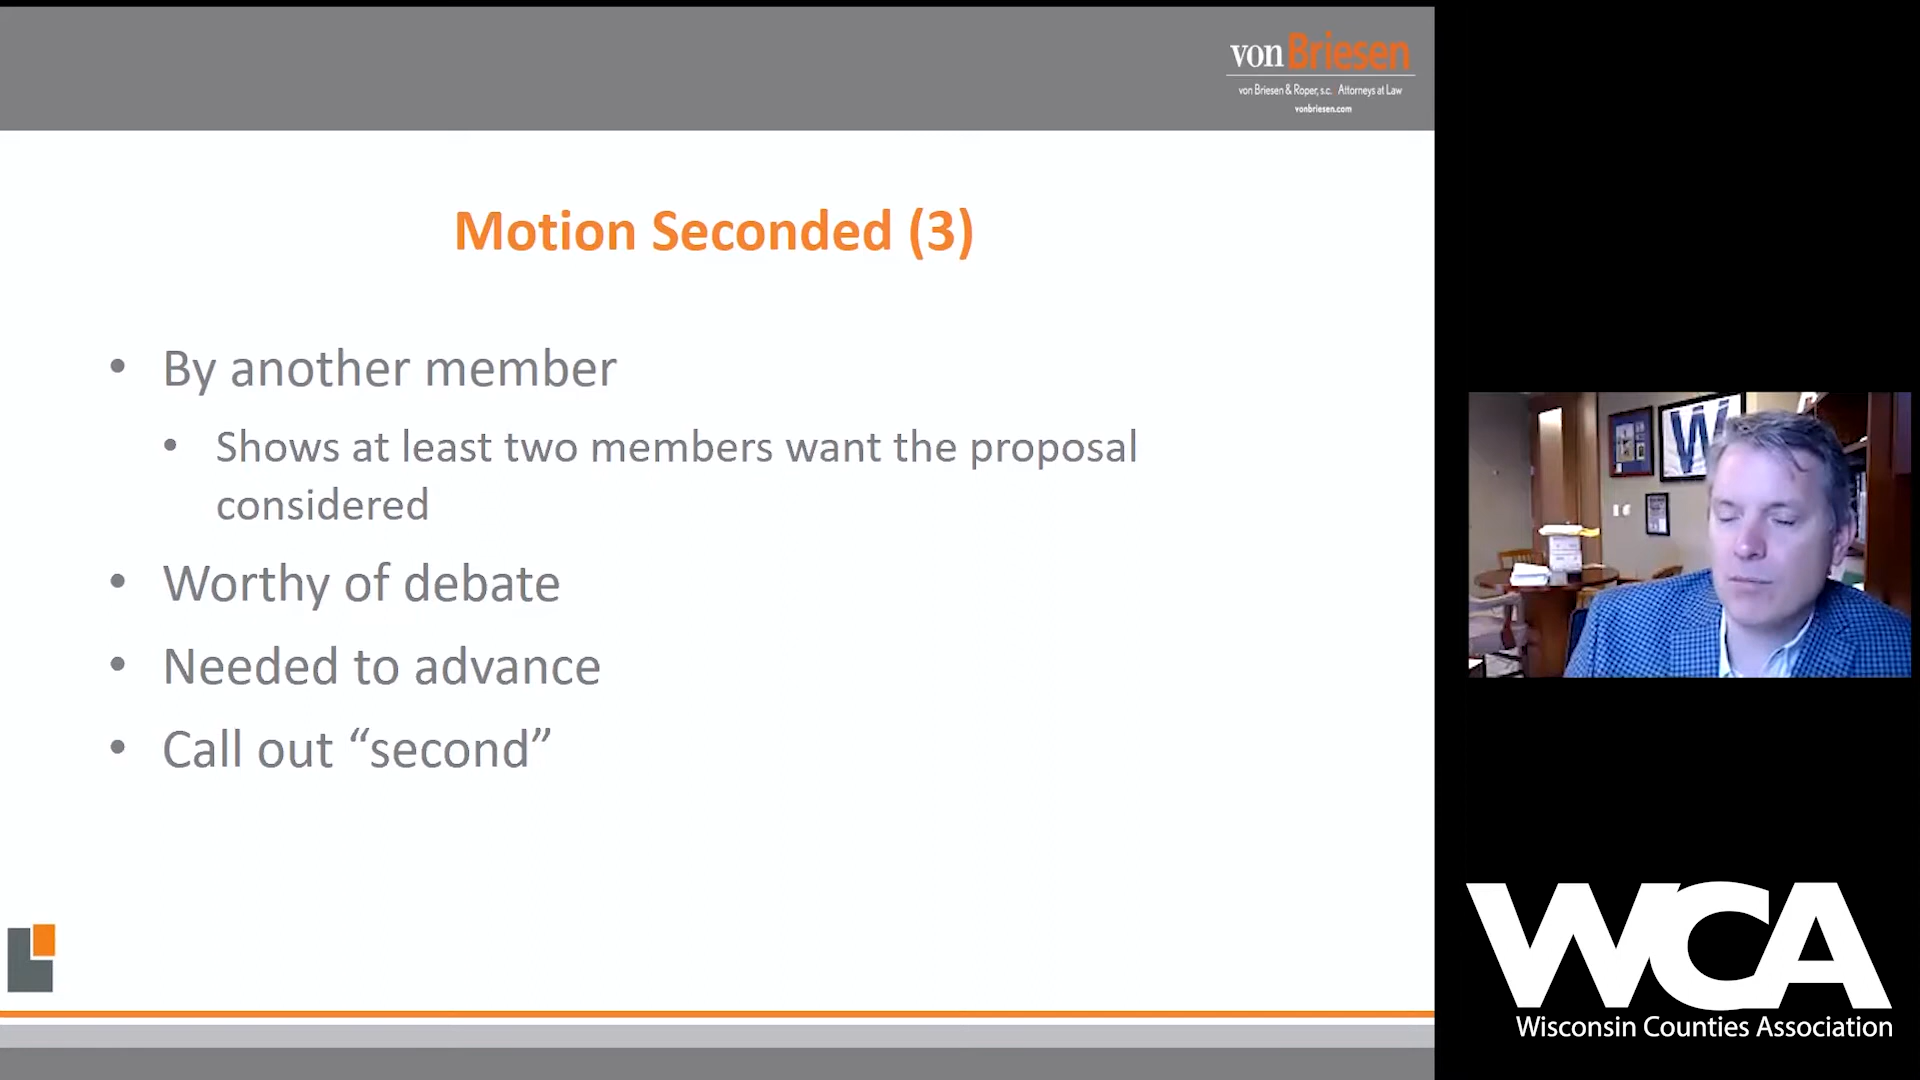 von Briesen
von Briesen & Roper, s.c. | Attorneys at Law
vonbriesen.com
Motion Seconded (3)
• By another member
• Shows at least two members want the proposal
considered
• Worthy of debate
• Needed to advance
• Call out “second”
W
WCA
Wisconsin Counties Association